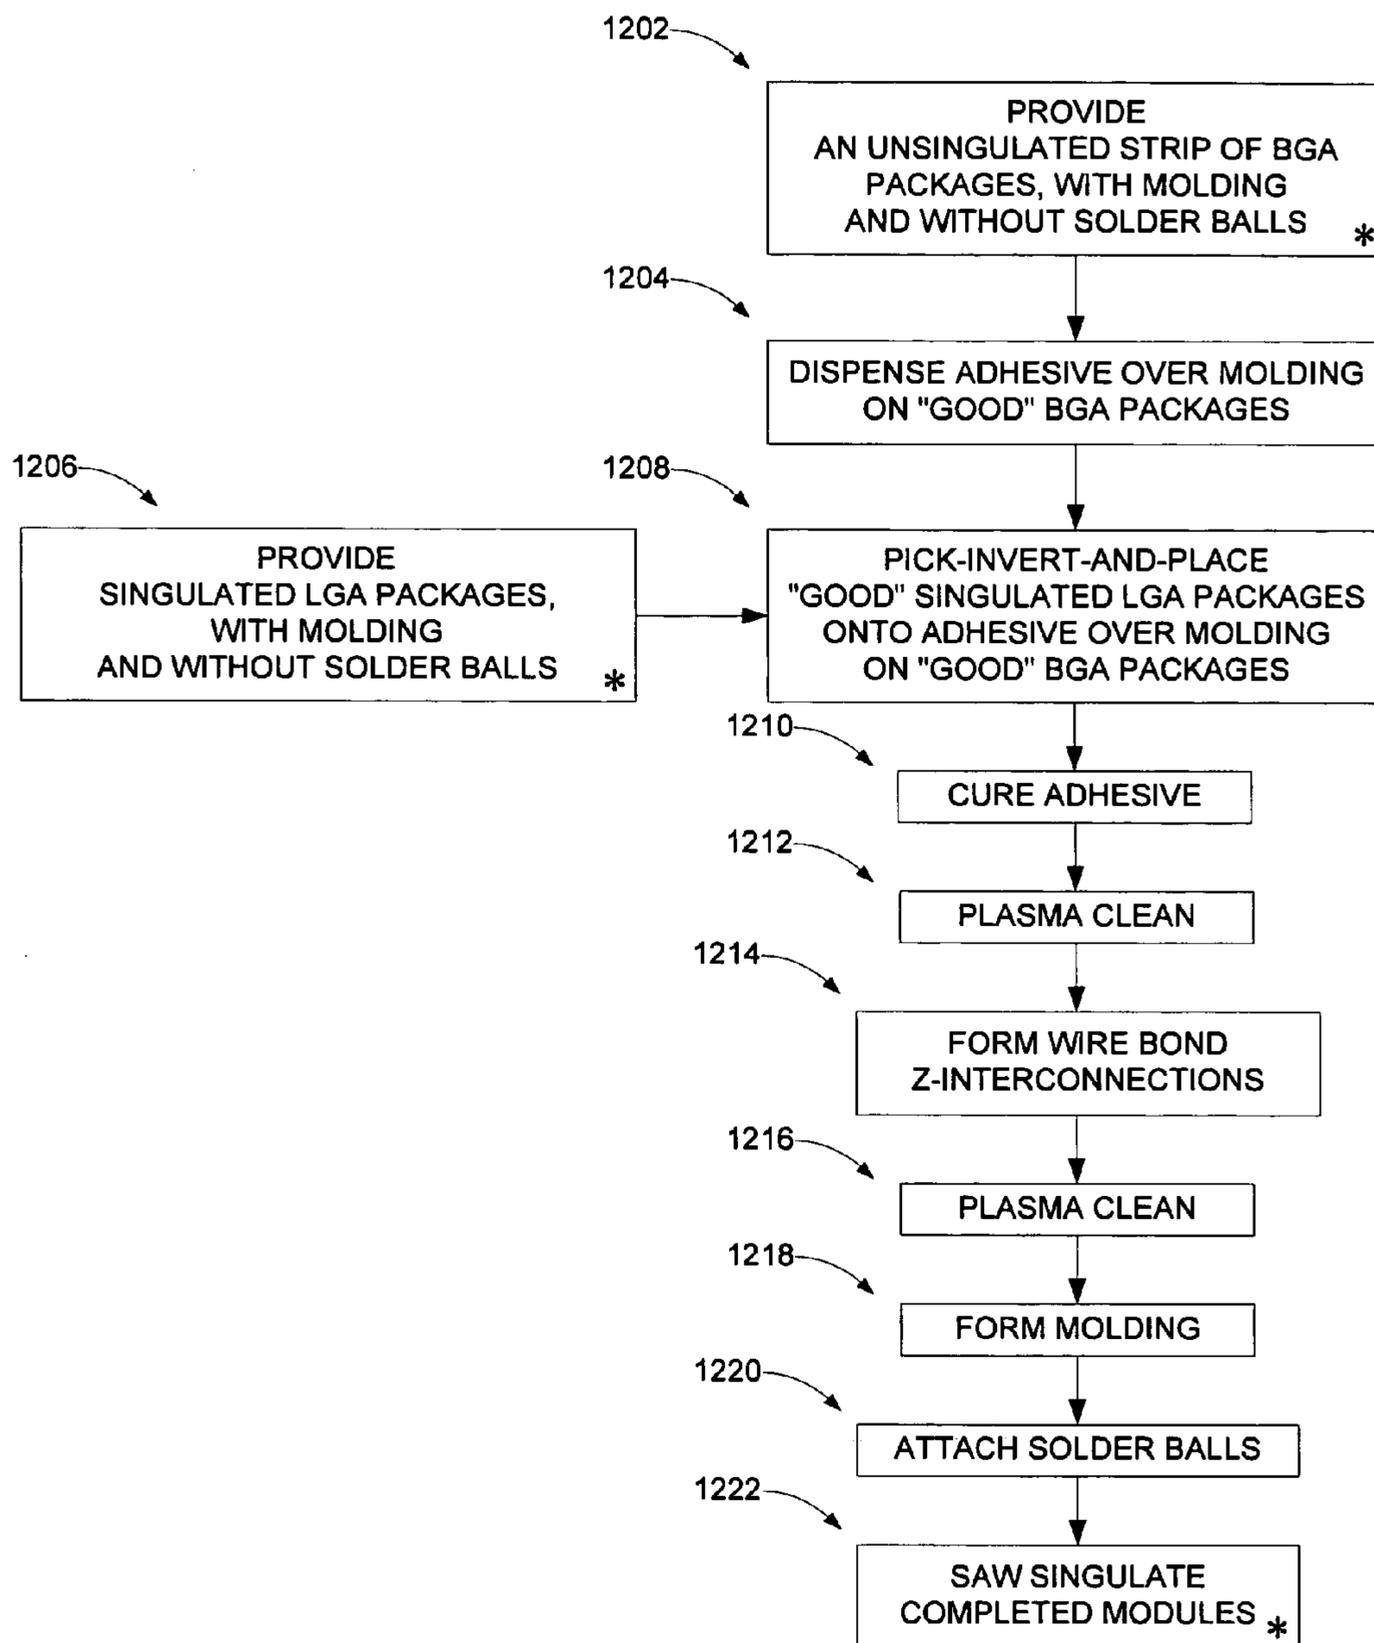 1202
PROVIDE
AN UNSINGULATED STRIP OF BGA
PACKAGES, WITH MOLDING
AND WITHOUT SOLDER BALLS
*
1204
DISPENSE ADHESIVE OVER MOLDING
ON "GOOD" BGA PACKAGES
1206
PROVIDE
SINGULATED LGA PACKAGES,
WITH MOLDING
AND WITHOUT SOLDER BALLS
*
1208
PICK-INVERT-AND-PLACE
"GOOD" SINGULATED LGA PACKAGES
ONTO ADHESIVE OVER MOLDING
ON "GOOD" BGA PACKAGES
1210
CURE ADHESIVE
1212
PLASMA CLEAN
1214
FORM WIRE BOND
Z-INTERCONNECTIONS
1216
PLASMA CLEAN
1218
FORM MOLDING
1220
ATTACH SOLDER BALLS
1222
SAW SINGULATE
COMPLETED MODULES
*